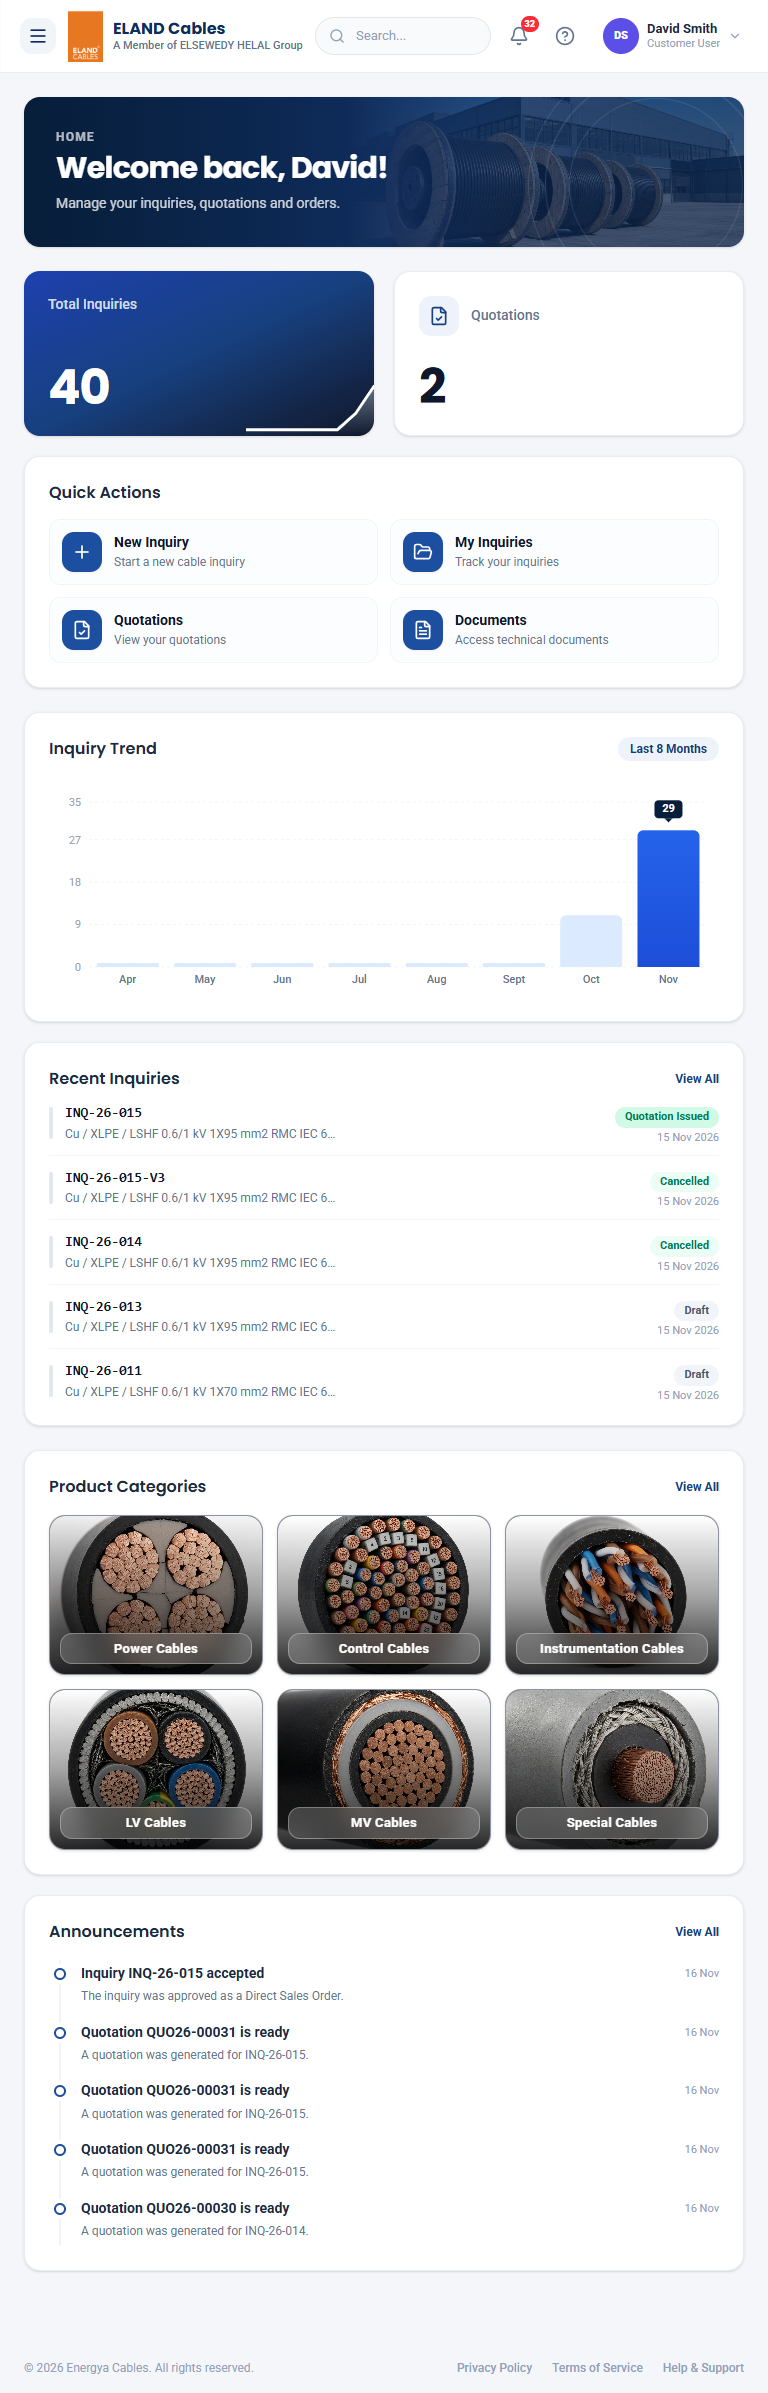 ELAND
CABLES
ELAND Cables
A Member of ELSEWEDY HELAL Group
Search...
32
DS
David Smith
Customer User
HOME
Welcome back, David!
Manage your inquiries, quotations and orders.
Total Inquiries
40
Quotations
2
Quick Actions
New Inquiry
Start a new cable inquiry
My Inquiries
Track your inquiries
Quotations
View your quotations
Documents
Access technical documents
Inquiry Trend
Last 8 Months
35
27
18
9
0
29
Apr May Jun Jul Aug Sept Oct Nov
Recent Inquiries
View All
INQ-26-015
Quotation Issued
Cu / XLPE / LSHF 0.6/1 kV 1X95 mm2 RMC IEC 6...
15 Nov 2026
INQ-26-015-V3
Cancelled
Cu / XLPE / LSHF 0.6/1 kV 1X95 mm2 RMC IEC 6...
15 Nov 2026
INQ-26-014
Cancelled
Cu / XLPE / LSHF 0.6/1 kV 1X95 mm2 RMC IEC 6...
15 Nov 2026
INQ-26-013
Draft
Cu / XLPE / LSHF 0.6/1 kV 1X95 mm2 RMC IEC 6...
15 Nov 2026
INQ-26-011
Draft
Cu / XLPE / LSHF 0.6/1 kV 1X70 mm2 RMC IEC 6...
15 Nov 2026
Product Categories
View All
Power Cables
Control Cables
Instrumentation Cables
LV Cables
MV Cables
Special Cables
Announcements
View All
Inquiry INQ-26-015 accepted
16 Nov
The inquiry was approved as a Direct Sales Order.
Quotation QUO26-00031 is ready
16 Nov
A quotation was generated for INQ-26-015.
Quotation QUO26-00031 is ready
16 Nov
A quotation was generated for INQ-26-015.
Quotation QUO26-00031 is ready
16 Nov
A quotation was generated for INQ-26-015.
Quotation QUO26-00030 is ready
16 Nov
A quotation was generated for INQ-26-014.
© 2026 Energya Cables. All rights reserved.
Privacy Policy
Terms of Service
Help & Support